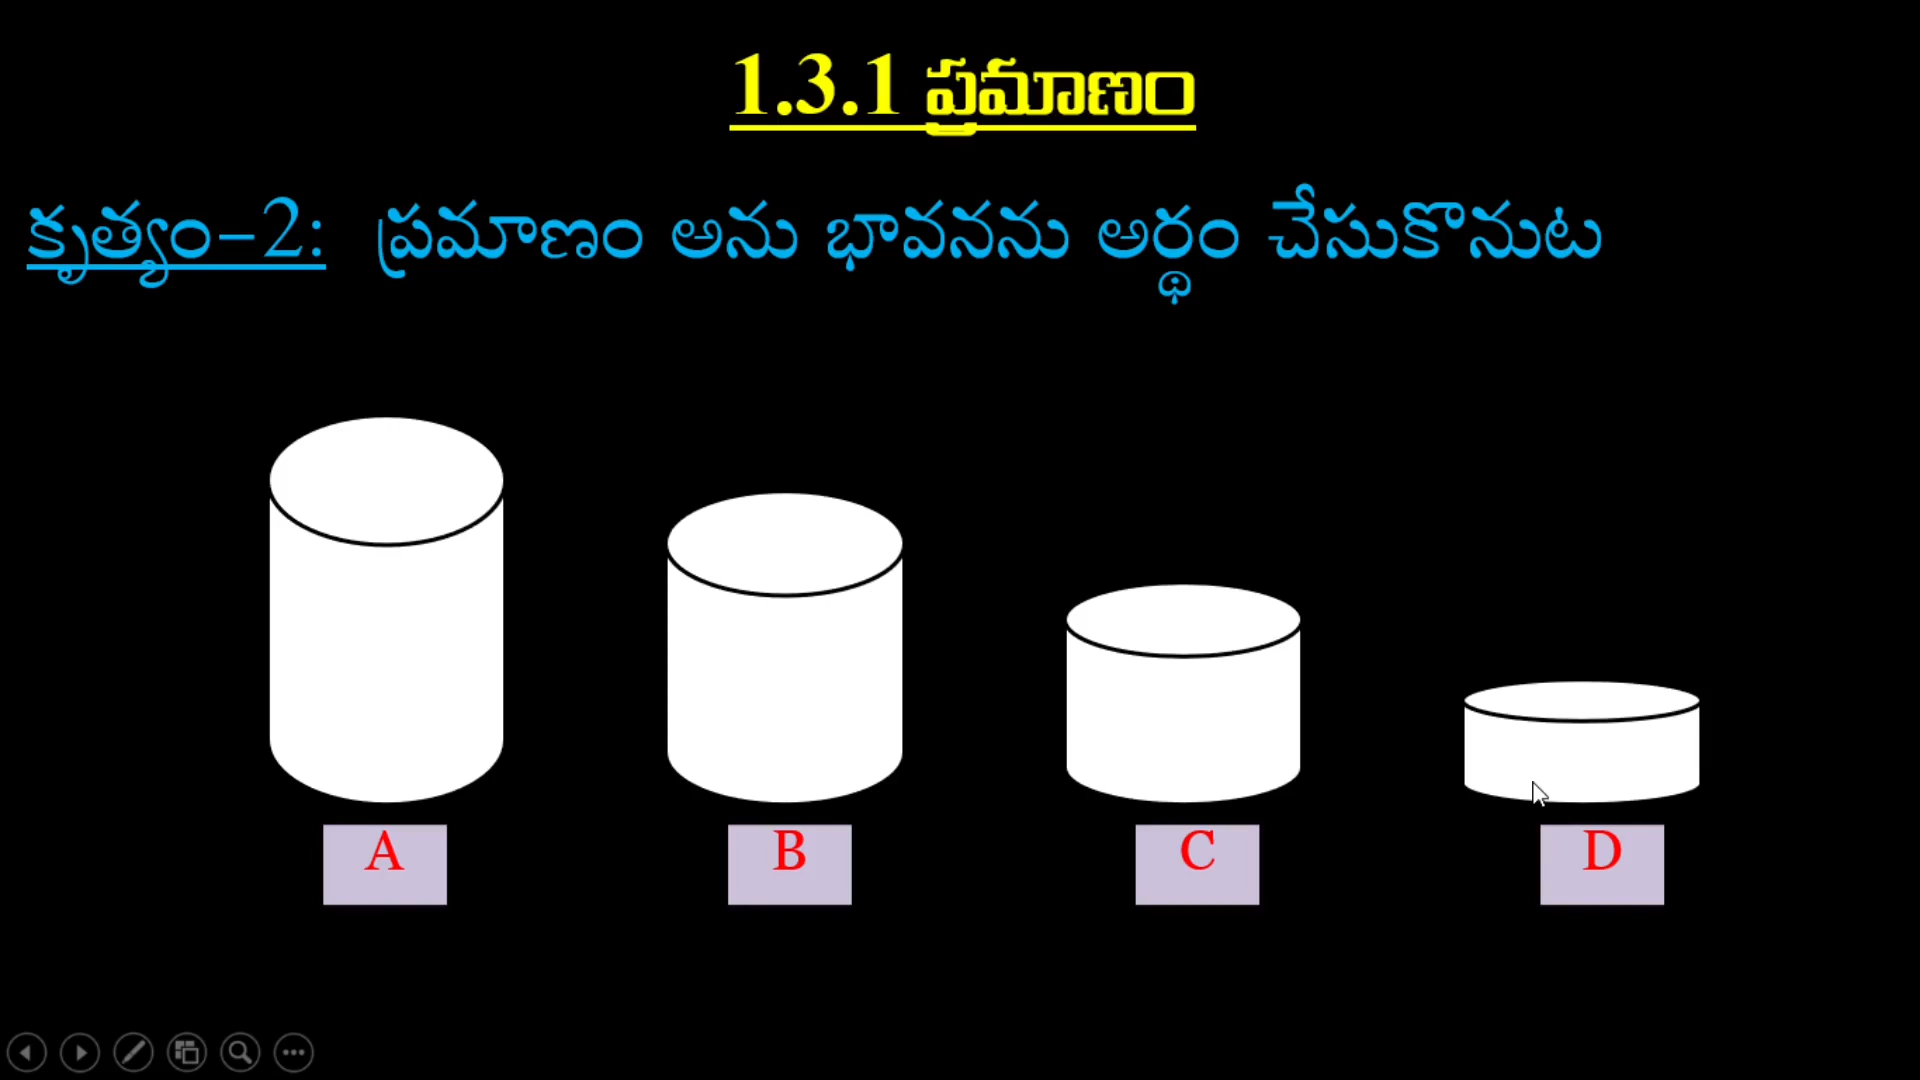 1.3.1 ప్రమాణం
కృత్యం-2: ప్రమాణం అను భావనను అర్థం చేసుకొనుట
A B C D